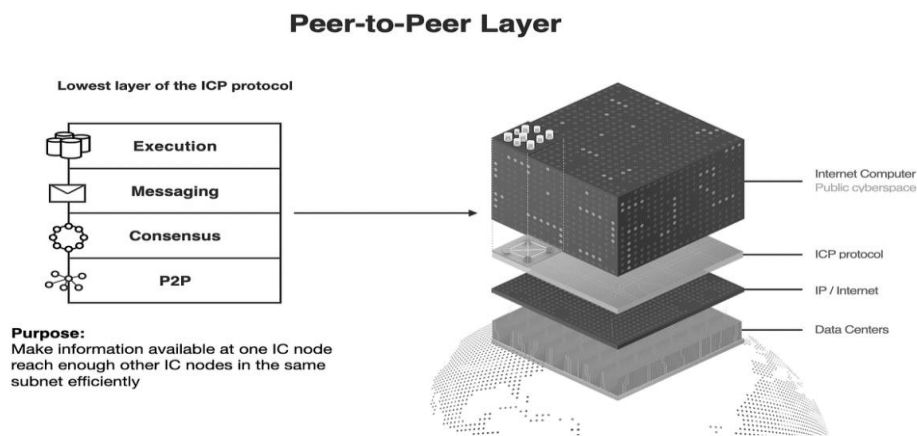 Peer-to-Peer Layer
Lowest layer of the ICP protocol
Execution
Messaging
Consensus
P2P
Purpose:
Make information available at one IC node
reach enough other IC nodes in the same
subnet efficiently
Internet Computer
Public cyberspace
ICP protocol
IP / Internet
Data Centers